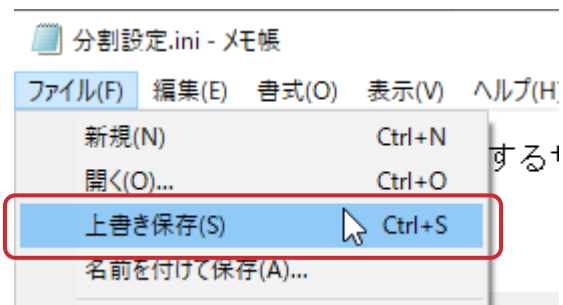 分割設定.ini - メモ帳
ファイル(F) 編集(E) 書式(O) 表示(V) ヘルプ(H)
新規(N) Ctrl+N
する
開く(O)... Ctrl+O
上書き保存(S) Ctrl+S
名前を付けて保存(A)...